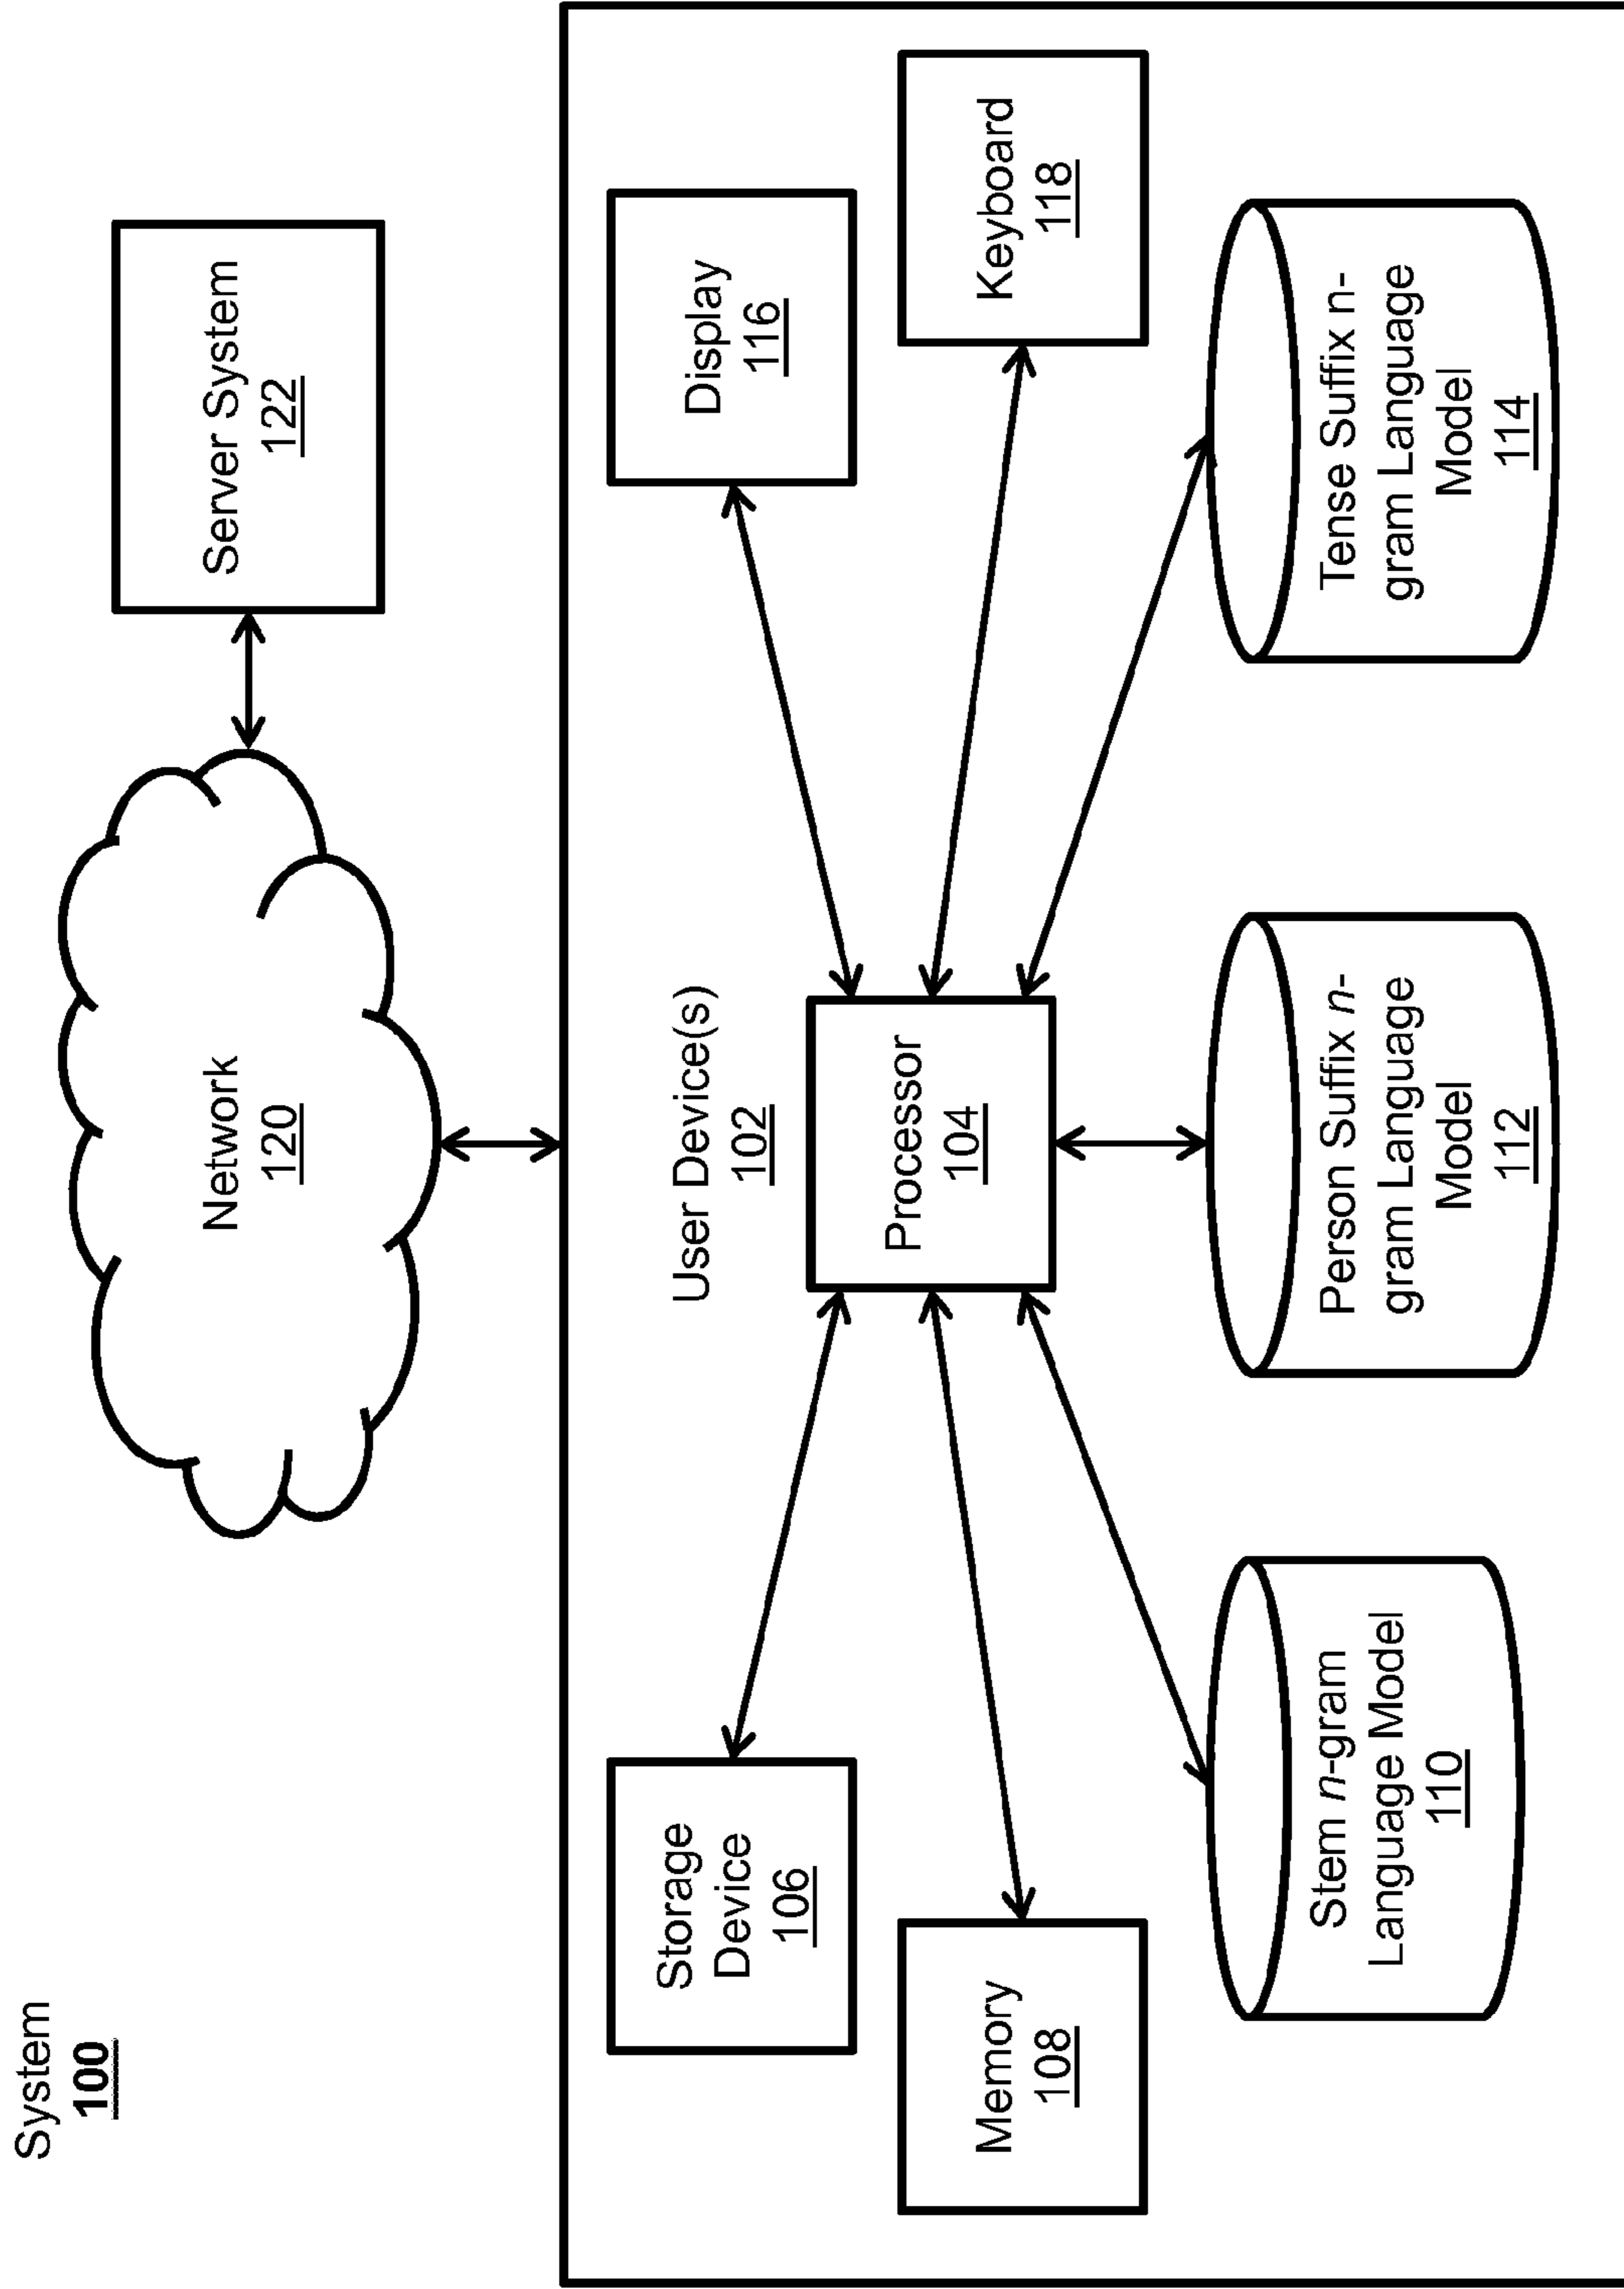 System
100
Network
120
Server System
122
User Device(s)
102
Storage
Device
106
Display
116
Processor
104
Memory
108
Keyboard
118
Stem n-gram
Language Model
110
Person Suffix n-
gram Language
Model
112
Tense Suffix n-
gram Language
Model
114